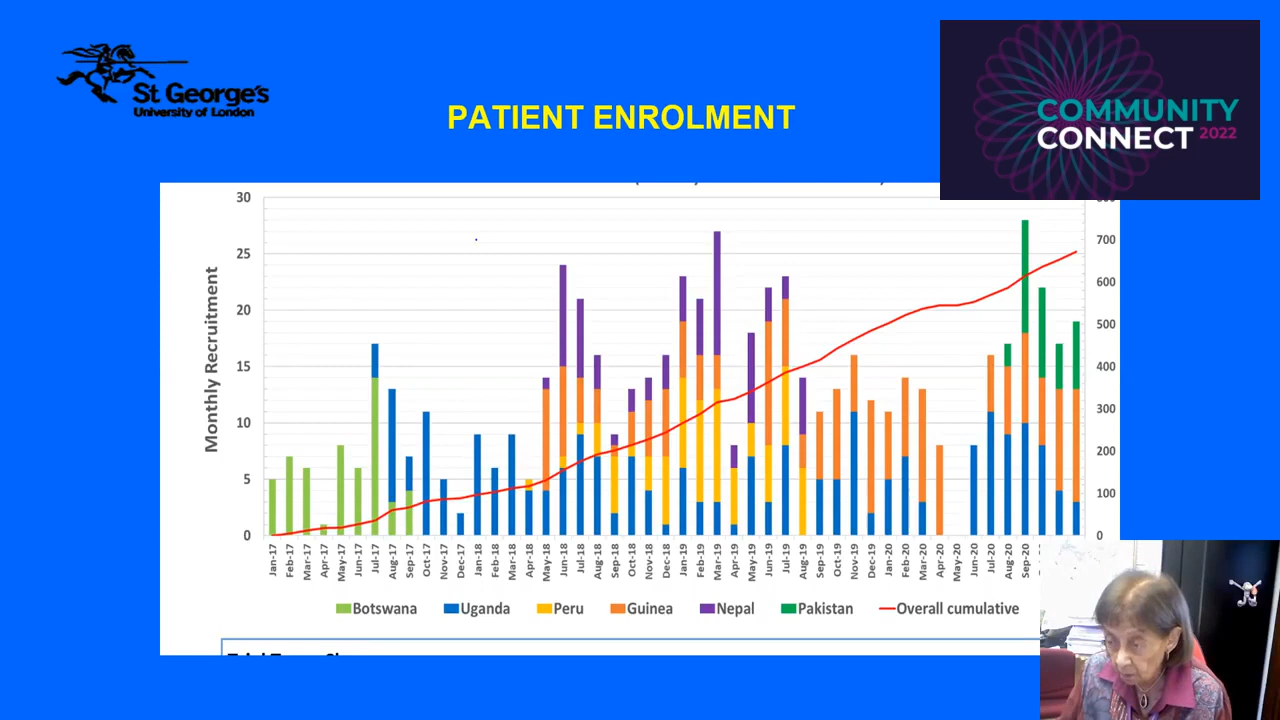 St George's
University of London
PATIENT ENROLMENT
COMMUNITY
CONNECT 2022
Monthly Recruitment
30
25
20
15
10
5
0
700
600
500
400
300
200
100
0
Jan-17
Feb-17
Mar-17
Apr-17
May-17
Jun-17
Jul-17
Aug-17
Sep-17
Oct-17
Nov-17
Dec-17
Jan-18
Feb-18
Mar-18
Apr-18
May-18
Jun-18
Jul-18
Aug-18
Sep-18
Oct-18
Nov-18
Dec-18
Jan-19
Feb-19
Mar-19
Apr-19
May-19
Jun-19
Jul-19
Aug-19
Sep-19
Oct-19
Nov-19
Dec-19
Jan-20
Feb-20
Mar-20
Apr-20
May-20
Jun-20
Jul-20
Aug-20
Sep-20
Botswana Uganda Peru Guinea Nepal Pakistan Overall cumulative